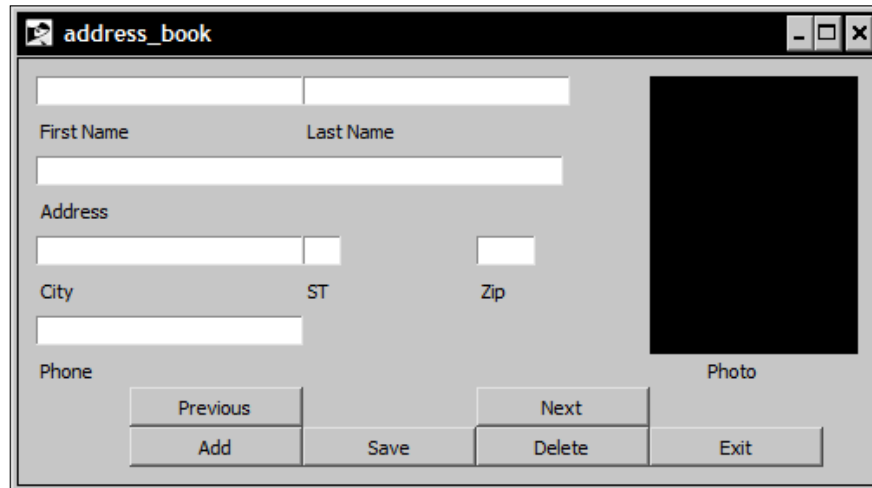 address_book
First Name Last Name
Address
City ST Zip
Phone Photo
Previous Next
Add Save Delete Exit